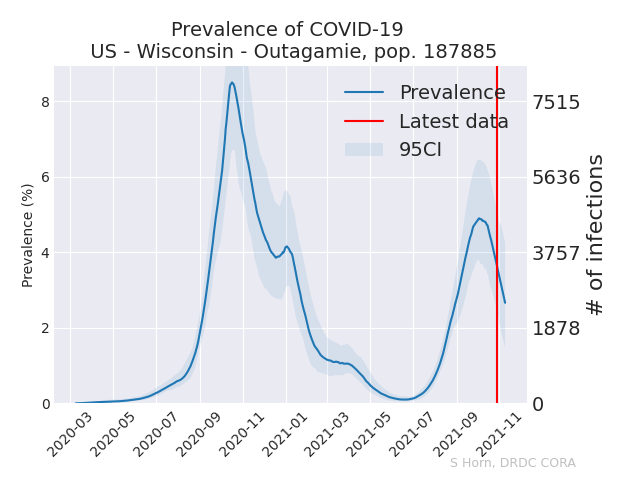 Prevalence of COVID-19
US - Wisconsin - Outagamie, pop. 187885
Prevalence
Latest data
95CI
8
6
4
2
0
Prevalence (%)
7515
5636
3757
1878
0
# of infections
2020-03
2020-05
2020-07
2020-09
2020-11
2021-01
2021-03
2021-05
2021-07
2021-09
2021-11
S Horn, DRDC CORA